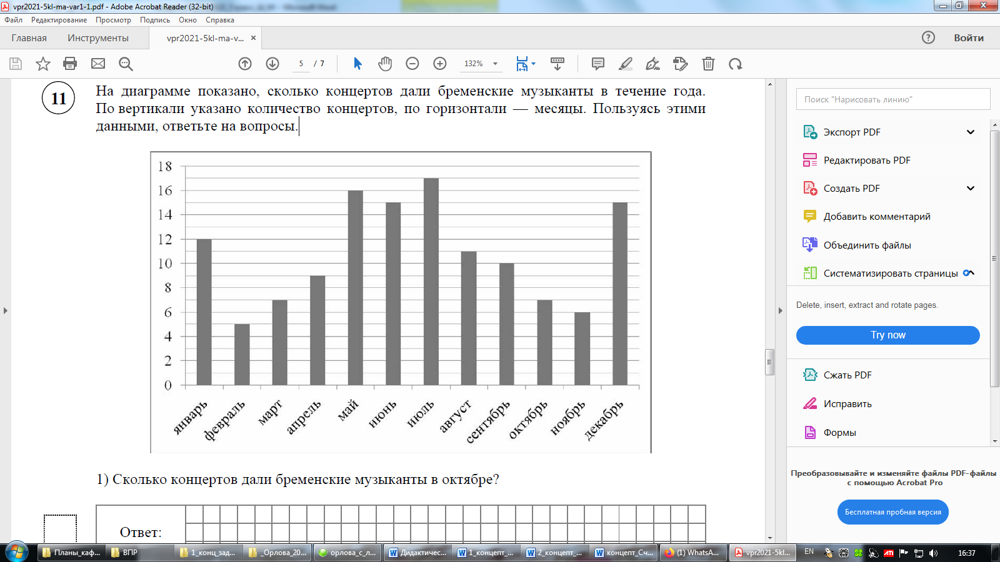 vpr2021-5kl-ma-var1-1.pdf - Adobe Acrobat Reader (32-bit)
Файл Редактирование Просмотр Подпись Окно Справка
Главная Инструменты vpr2021-5kl-ma-v... × Войти
5 / 7 132%
11
На диаграмме показано, сколько концертов дали бременские музыканты в течение года.
По вертикали указано количество концертов, по горизонтали — месяцы. Пользуясь этими
данными, ответьте на вопросы.
18
16
14
12
10
8
6
4
2
0
январь февраль март апрель май июнь июль август сентябрь октябрь ноябрь декабрь
1) Сколько концертов дали бременские музыканты в октябре?
Ответ:
Поиск "Нарисовать линию"
Экспорт PDF
Редактировать PDF
Создать PDF
Добавить комментарий
Объединить файлы
Систематизировать страницы
Delete, insert, extract and rotate pages.
Try now
Сжать PDF
Исправить
Формы
Преобразовывайте и изменяйте файлы PDF-файлы
с помощью Acrobat Pro
Бесплатная пробная версия
Планы_каф... ВПР 1_конц_зад... _Орлова_20... орлова_с_л... Дидактичес... 1_концепт_... 2_концепт_... концепт_Сч... (1) WhatsA... vpr2021-5kl... EN ATI 16:37